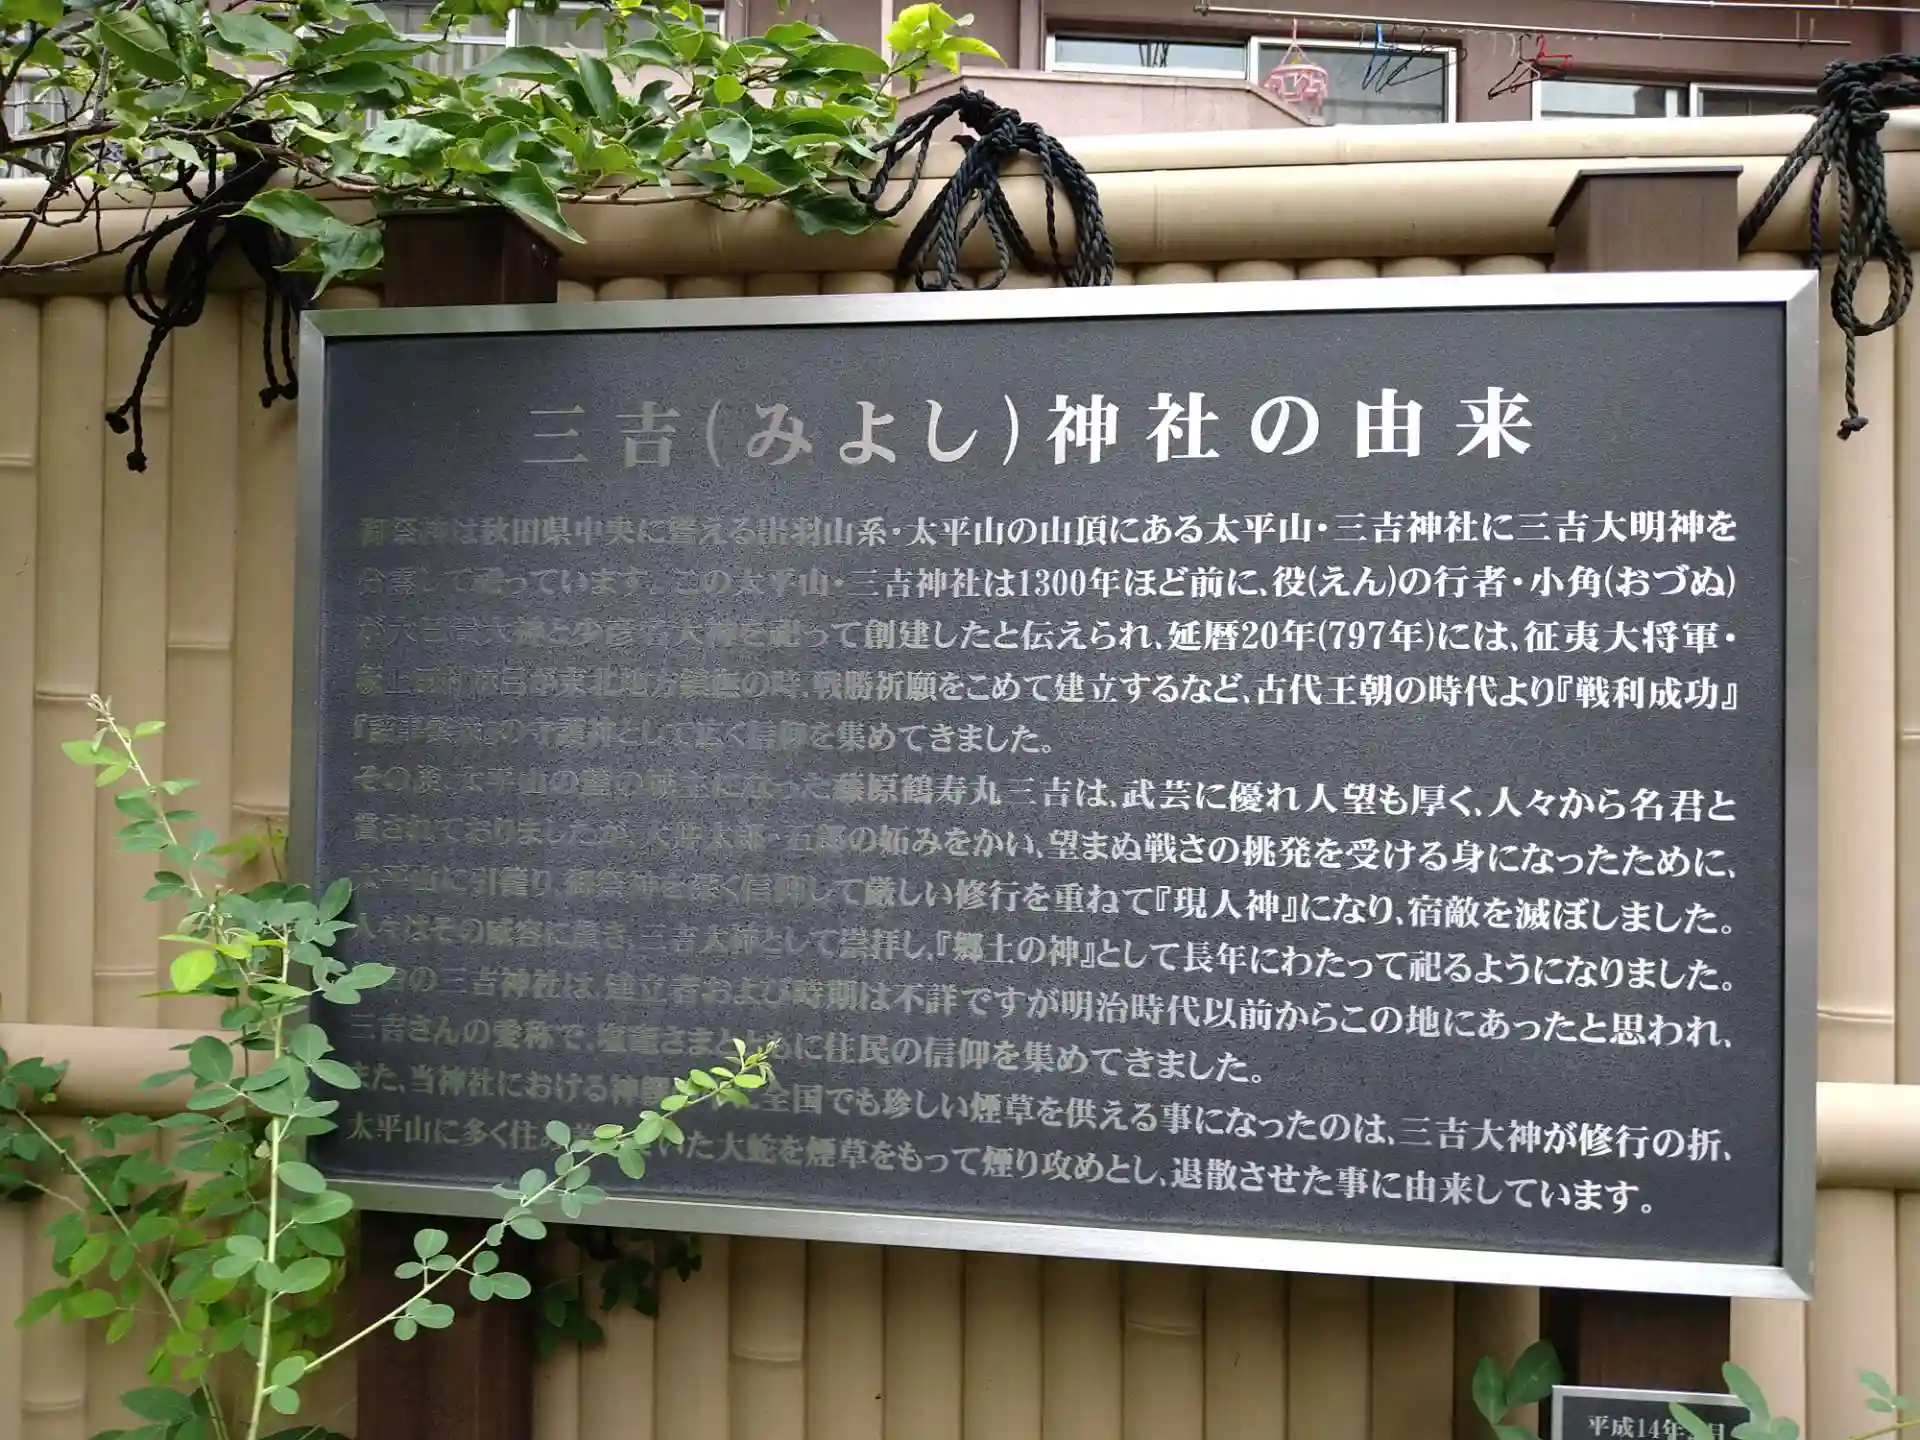 三吉(みよし)神社の由来
御祭神は秋田県中央に聳える出羽山系・太平山の山頂にある太平山・三吉神社に三吉大明神を
分霊して祀っています。この太平山・三吉神社は1300年ほど前に、役(えん)の行者・小角(おづぬ)
が大己貴大神と少彦名大神を祀って創建したと伝えられ、延暦20年(797年)には、征夷大将軍・
坂上田村麻呂が東北地方鎮撫の時、戦勝祈願をこめて建立するなど、古代王朝の時代より『戦利成功』
の守護神として広く信仰を集めてきました。
その後、太平山の麓の城主になった藤原鶴寿丸三吉は、武芸に優れ人望も厚く、人々から名君と
賞されておりましたが、大井太郎・五郎の妬みをかい、望まぬ戦さの挑発を受ける身になったために、
太平山に引籠り、御祭神を深く信仰して厳しい修行を重ねて『現人神』になり、宿敵を滅ぼしました。
人々はその威容に驚き、三吉大神として崇拝し、『郷土の神』として長年にわたって祀るようになりました。
の三吉神社は、建立者および時期は不詳ですが明治時代以前からこの地にあったと思われ、
三吉さんの愛称で、塩竈さまとともに住民の信仰を集めてきました。
また、当神社における神饌 全国でも珍しい煙草を供える事になったのは、三吉大神が修行の折、
太平山に多く住み いた大蛇を煙草をもって煙り攻めとし、退散させた事に由来しています。
平成14年 月